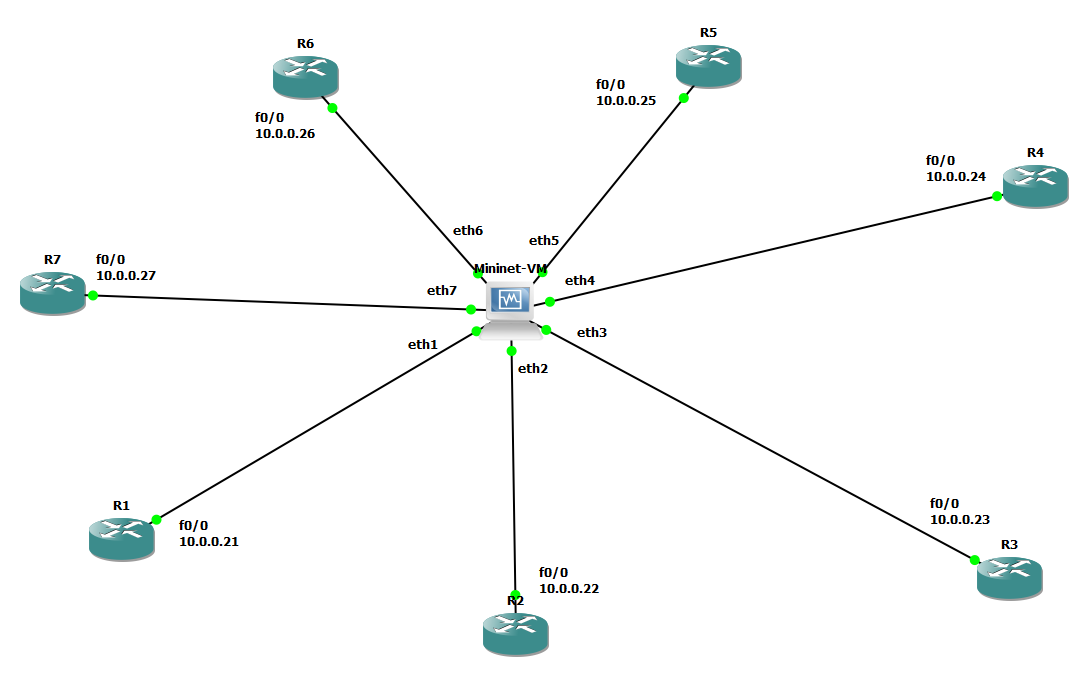 R6
R5
f0/0
10.0.0.25
f0/0
10.0.0.26
R4
f0/0
10.0.0.24
eth6
eth5
R7
f0/0
10.0.0.27
Mininet-VM
eth4
eth7
eth3
eth1
eth2
R1
f0/0
10.0.0.21
f0/0
10.0.0.23
R3
f0/0
10.0.0.22
R2